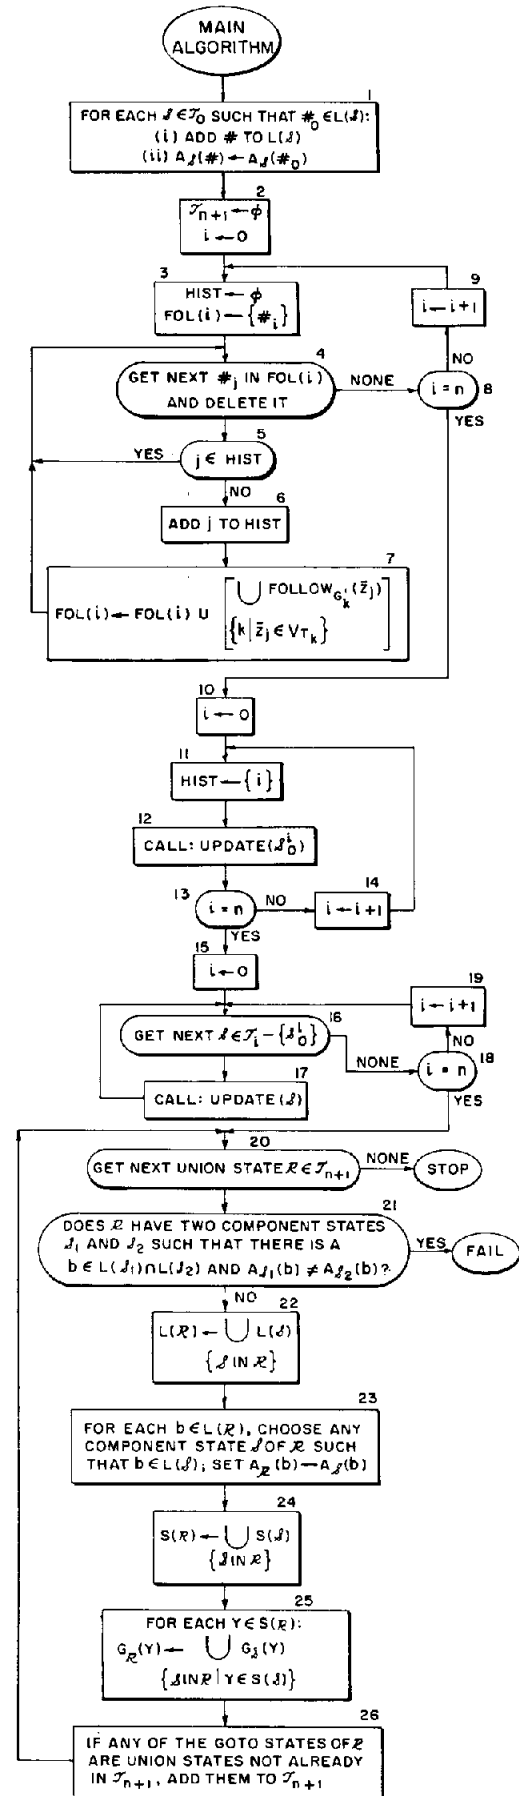 MAIN
ALGORITHM
1
FOR EACH 𝒮 ∈ 𝒯₀ SUCH THAT #₀ ∈ L(𝒮):
(i) ADD # TO L(𝒮)
(ii) A𝒮(#) ← A𝒮(#₀)
2
𝒯n+1 ← ϕ
i ← 0
3
HIST ← ϕ
FOL(i) ← {#i}
9
i ← i+1
NO
4
GET NEXT #j IN FOL(i)
AND DELETE IT
NONE
i = n
8
YES
5
j ∈ HIST
YES
NO
6
ADD j TO HIST
7
FOL(i) ← FOL(i) ∪ [ ⋃ FOLLOW G'k (z̄j)
{k | z̄j ∈ VTk} ]
10
i ← 0
11
HIST ← {i}
12
CALL: UPDATE(𝒮₀ⁱ)
13
i = n
NO
14
i ← i+1
YES
15
i ← 0
16
GET NEXT 𝒮 ∈ 𝒯i − {𝒮₀ⁱ}
19
i ← i+1
NO
NONE
i = n
18
YES
17
CALL: UPDATE(𝒮)
20
GET NEXT UNION STATE ℛ ∈ 𝒯n+1
NONE
STOP
21
DOES ℛ HAVE TWO COMPONENT STATES
𝒮₁ AND 𝒮₂ SUCH THAT THERE IS A
b ∈ L(𝒮₁) ∩ L(𝒮₂) AND A𝒮₁(b) ≠ A𝒮₂(b)?
YES
FAIL
NO
22
L(ℛ) ← ⋃ L(𝒮)
{𝒮 IN ℛ}
23
FOR EACH b ∈ L(ℛ), CHOOSE ANY
COMPONENT STATE 𝒮 OF ℛ SUCH
THAT b ∈ L(𝒮); SET Aℛ(b) ← A𝒮(b)
24
S(ℛ) ← ⋃ S(𝒮)
{𝒮 IN ℛ}
25
FOR EACH Y ∈ S(ℛ):
Gℛ(Y) ← ⋃ G𝒮(Y)
{𝒮 IN ℛ | Y ∈ S(𝒮)}
26
IF ANY OF THE GOTO STATES OF ℛ
ARE UNION STATES NOT ALREADY
IN 𝒯n+1, ADD THEM TO 𝒯n+1